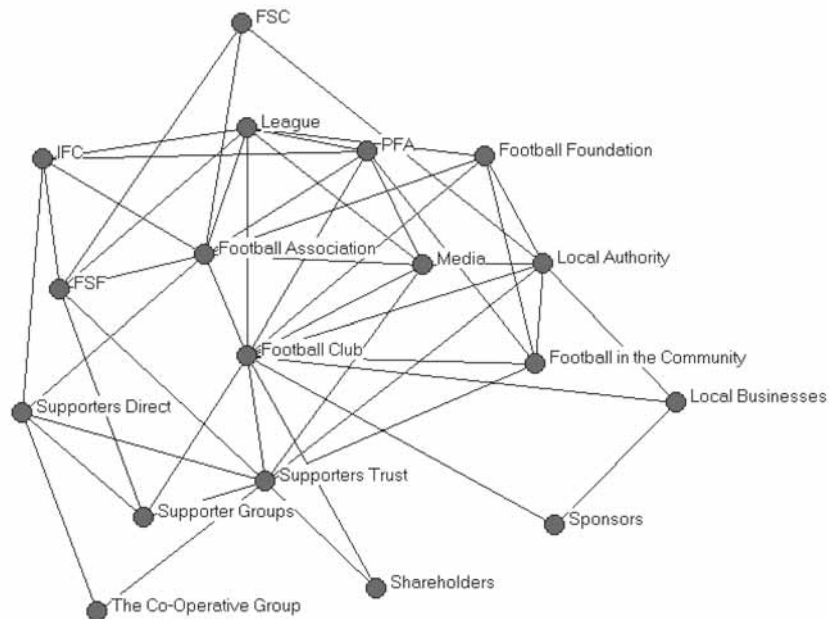 FSC
League
IFC
PFA
Football Foundation
Football Association
Media
Local Authority
FSF
Football Club
Football in the Community
Local Businesses
Supporters Direct
Supporters Trust
Supporter Groups
Sponsors
Shareholders
The Co-Operative Group